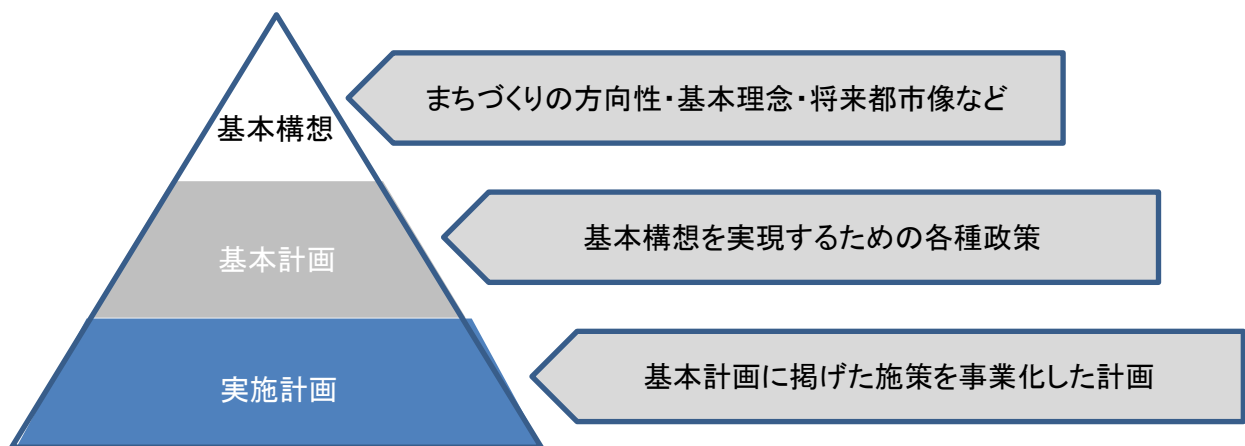 まちづくりの方向性・基本理念・将来都市像など
基本構想
基本構想を実現するための各種政策
基本計画
基本計画に掲げた施策を事業化した計画
実施計画